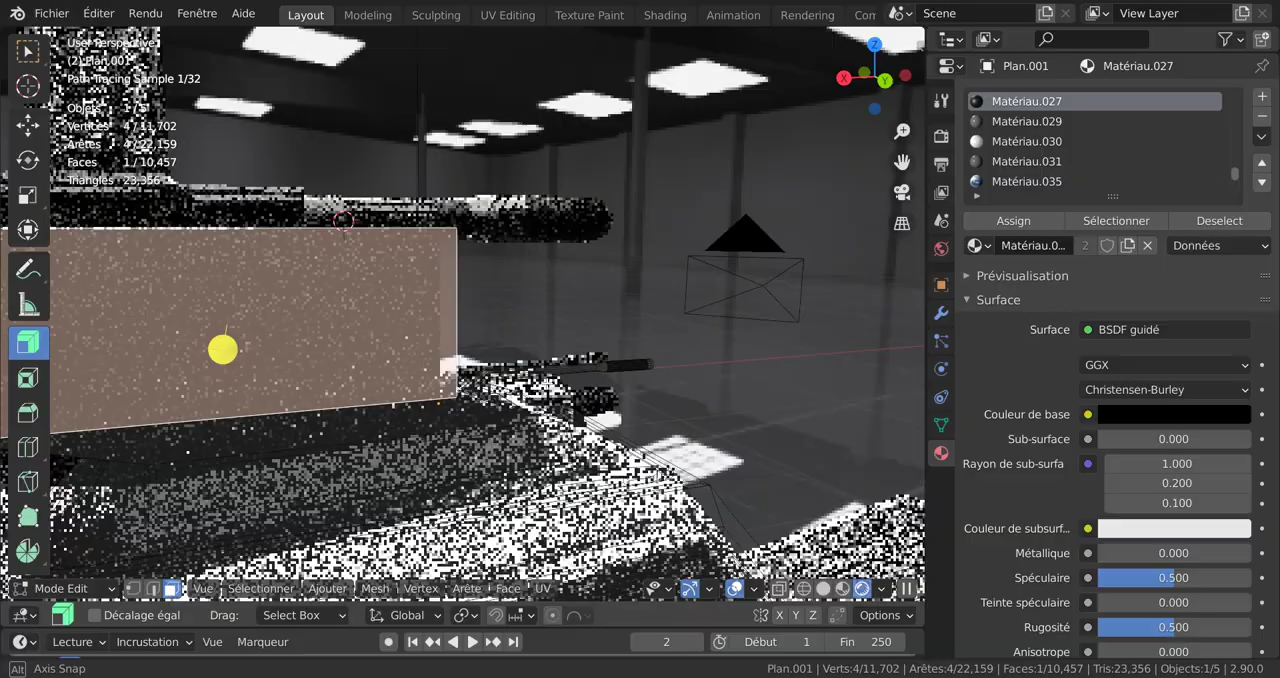 Fichier Éditer Rendu Fenêtre Aide Layout Modeling Sculpting UV Editing Texture Paint Shading Animation Rendering Com Scene View Layer
User Perspective
(2) Plan.001
Path Tracing Sample 1/32
Objets 1/5
Vertices 4/11,702
Arêtes 4/22,159
Faces 1/10,457
Triangles 23,356
Z
X
Y
Plan.001 Matériau.027
Matériau.027
Matériau.029
Matériau.030
Matériau.031
Matériau.035
Assign Sélectionner Deselect
Matériau.0... 2 Données
Prévisualisation
Surface
Surface BSDF guidé
GGX
Christensen-Burley
Couleur de base
Sub-surface 0.000
Rayon de sub-surfa 1.000
0.200
0.100
Couleur de subsurf...
Métallique 0.000
Spéculaire 0.500
Teinte spéculaire 0.000
Rugosité 0.500
Anisotrope 0.000
Mode Edit Vue Sélectionner Ajouter Mesh Vertex Arête Face UV
Décalage égal Drag: Select Box Global X Y Z Options
Lecture Incrustation Vue Marqueur 2 Début 1 Fin 250
Alt Axis Snap Plan.001 | Verts:4/11,702 | Arêtes:4/22,159 | Faces:1/10,457 | Tris:23,356 | Objects:1/5 | 2.90.0